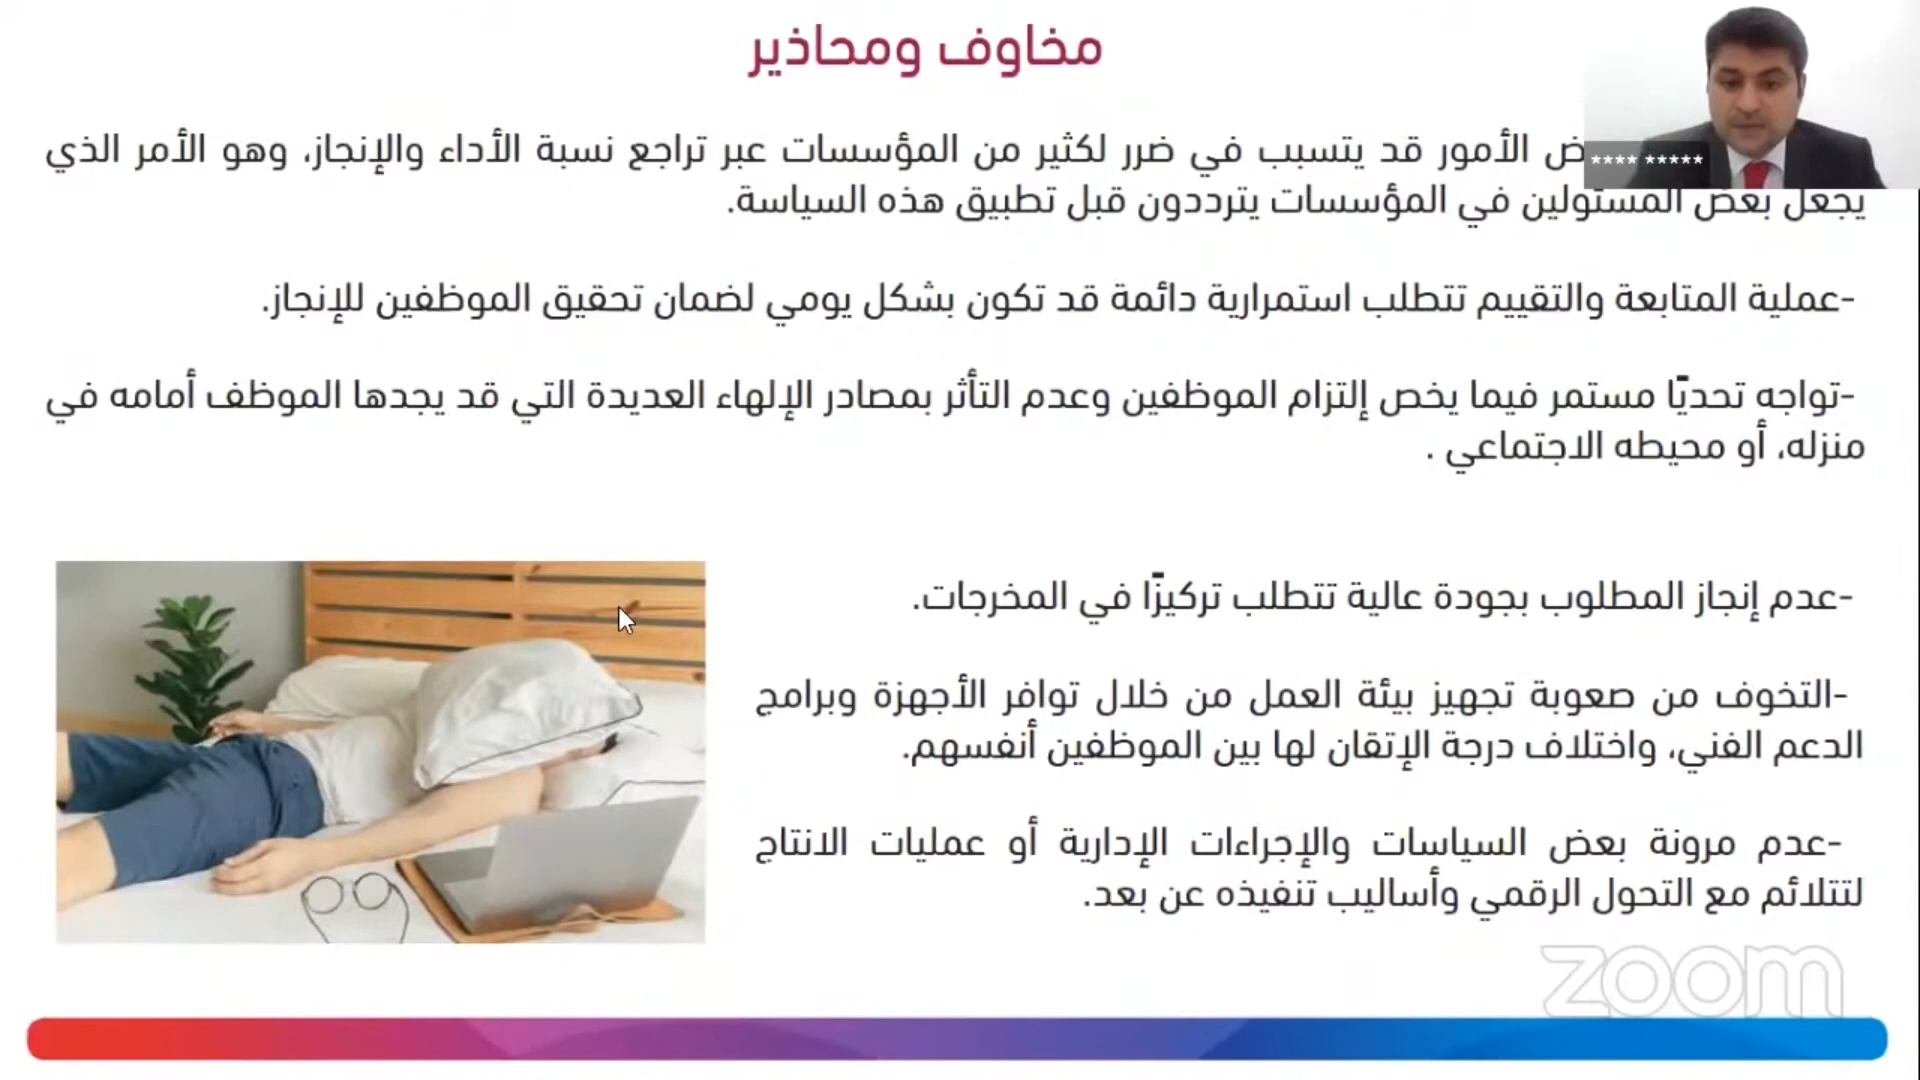 مخاوف ومحاذير
الأمور قد يتسبب في ضرر لكثير من المؤسسات عبر تراجع نسبة الأداء والإنجاز، وهو الأمر الذي
يجعل بعض المسئولين في المؤسسات يترددون قبل تطبيق هذه السياسة.
-عملية المتابعة والتقييم تتطلب استمرارية دائمة قد تكون بشكل يومي لضمان تحقيق الموظفين للإنجاز.
-تواجه تحديًا مستمر فيما يخص إلتزام الموظفين وعدم التأثر بمصادر الإلهاء العديدة التي قد يجدها الموظف أمامه في
منزله، أو محيطه الاجتماعي .
-عدم إنجاز المطلوب بجودة عالية تتطلب تركيزًا في المخرجات.
-التخوف من صعوبة تجهيز بيئة العمل من خلال توافر الأجهزة وبرامج
الدعم الفني، واختلاف درجة الإتقان لها بين الموظفين أنفسهم.
-عدم مرونة بعض السياسات والإجراءات الإدارية أو عمليات الانتاج
لتتلائم مع التحول الرقمي وأساليب تنفيذه عن بعد.
**** *****
zoom